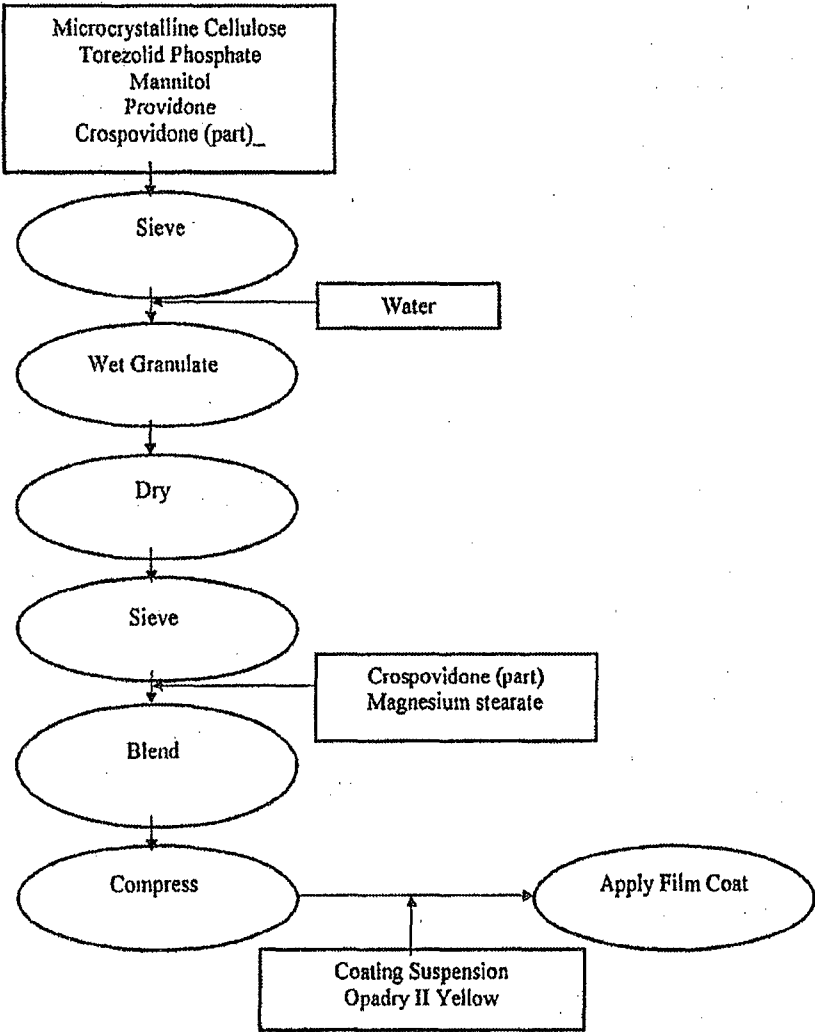 Microcrystalline Cellulose
Torezolid Phosphate
Mannitol
Providone
Crospovidone (part)_
Sieve
Water
Wet Granulate
Dry
Sieve
Crospovidone (part)
Magnesium stearate
Blend
Compress
Apply Film Coat
Coating Suspension
Opadry II Yellow